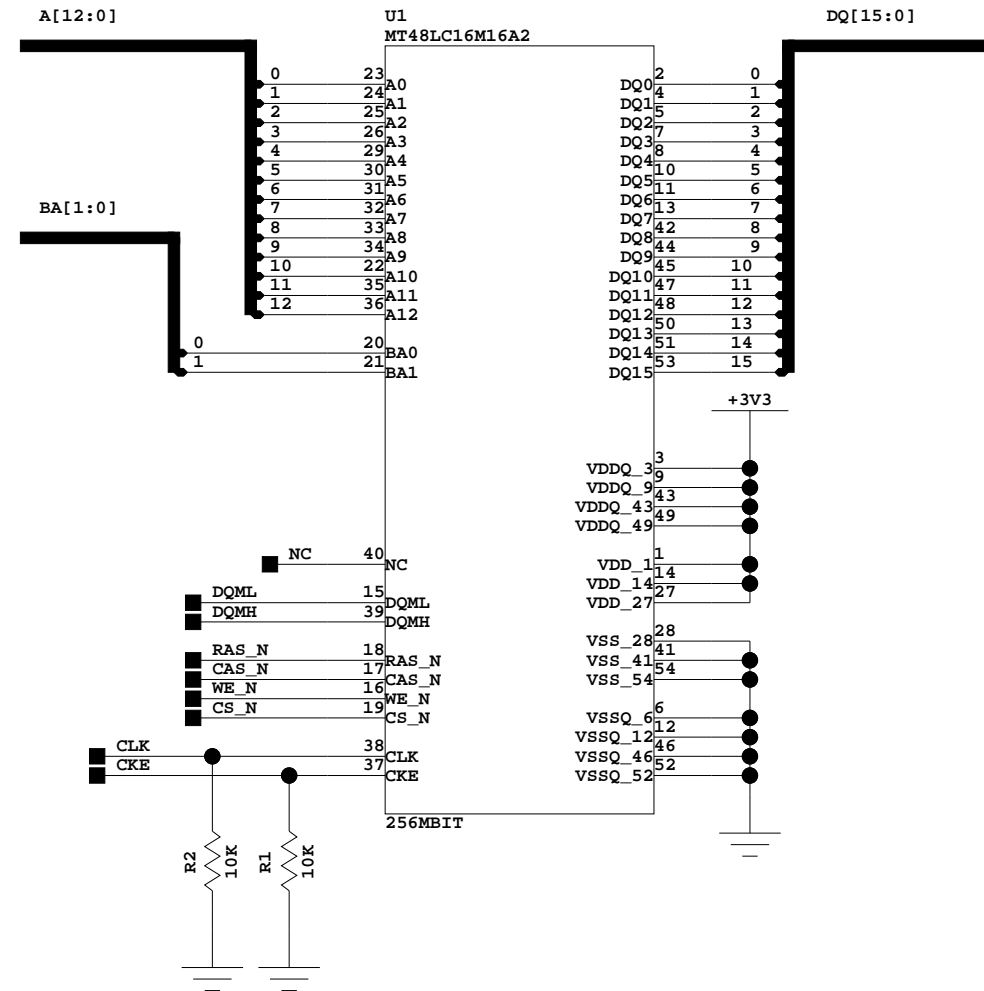 A[12:0]
U1
DQ[15:0]
MT48LC16M16A2
0 23 A0
1 24 A1
2 25 A2
3 26 A3
4 29 A4
5 30 A5
6 31 A6
7 32 A7
8 33 A8
9 34 A9
10 22 A10
11 35 A11
12 36 A12
BA[1:0]
0 20 BA0
1 21 BA1
DQ0 2 0
DQ1 4 1
DQ2 5 2
DQ3 7 3
DQ4 8 4
DQ5 10 5
DQ6 11 6
DQ7 13 7
DQ8 42 8
DQ9 44 9
DQ10 45 10
DQ11 47 11
DQ12 48 12
DQ13 50 13
DQ14 51 14
DQ15 53 15
+3V3
VDDQ_3 3
VDDQ_9 9
VDDQ_43 43
VDDQ_49 49
VDD_1 1
VDD_14 14
VDD_27 27
VSS_28 28
VSS_41 41
VSS_54 54
VSSQ_6 6
VSSQ_12 12
VSSQ_46 46
VSSQ_52 52
NC 40 NC
DQML 15 DQML
DQMH 39 DQMH
RAS_N 18 RAS_N
CAS_N 17 CAS_N
WE_N 16 WE_N
CS_N 19 CS_N
CLK 38 CLK
CKE 37 CKE
256MBIT
R2 10K
R1 10K